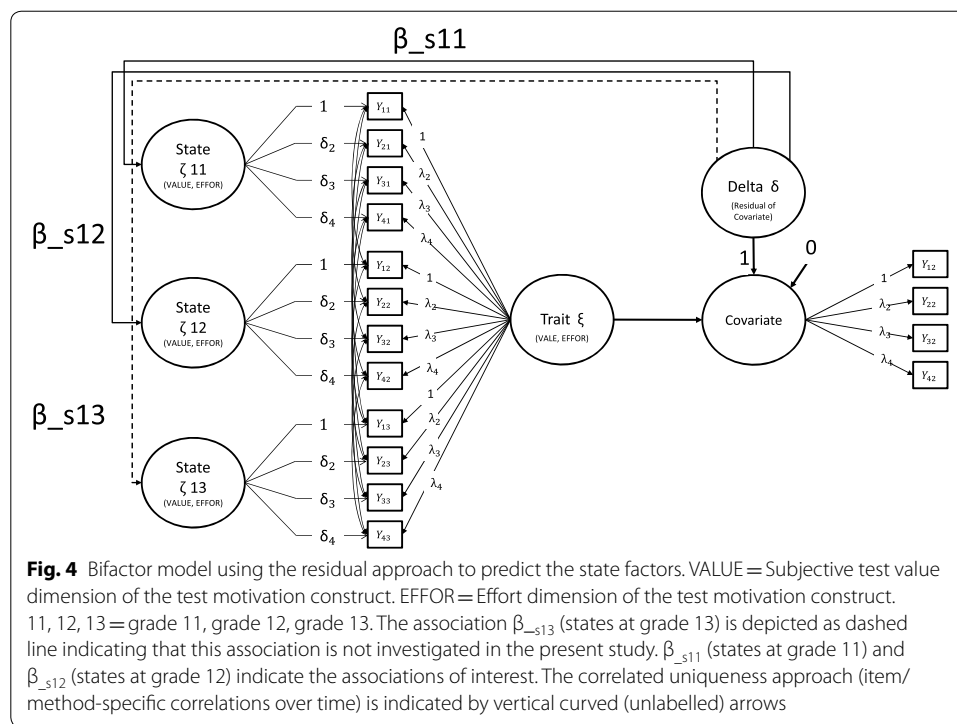 β_s11
β_s12
β_s13
State
ζ 11
(VALUE, EFFOR)
1
δ₂
δ₃
δ₄
State
ζ 12
(VALUE, EFFOR)
1
δ₂
δ₃
δ₄
State
ζ 13
(VALUE, EFFOR)
1
δ₂
δ₃
δ₄
Y₁₁
Y₂₁
Y₃₁
Y₄₁
Y₁₂
Y₂₂
Y₃₂
Y₄₂
Y₁₃
Y₂₃
Y₃₃
Y₄₃
1
λ₂
λ₃
λ₄
1
λ₂
λ₃
λ₄
1
λ₂
λ₃
λ₄
Trait ξ
(VALE, EFFOR)
Delta δ
(Residual of
Covariate)
1
0
Covariate
1
λ₂
λ₃
λ₄
Y₁₂
Y₂₂
Y₃₂
Y₄₂
Fig. 4 Bifactor model using the residual approach to predict the state factors. VALUE = Subjective test value
dimension of the test motivation construct. EFFOR = Effort dimension of the test motivation construct.
11, 12, 13 = grade 11, grade 12, grade 13. The association β_s13 (states at grade 13) is depicted as dashed
line indicating that this association is not investigated in the present study. β_s11 (states at grade 11) and
β_s12 (states at grade 12) indicate the associations of interest. The correlated uniqueness approach (item/
method-specific correlations over time) is indicated by vertical curved (unlabelled) arrows